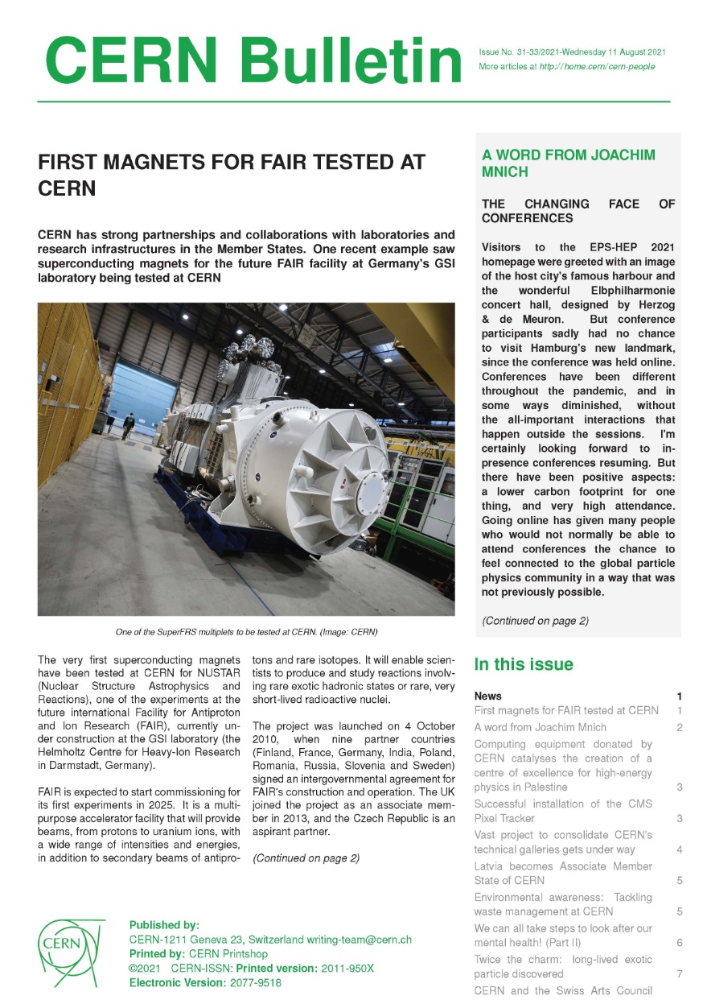 CERN Bulletin
Issue No. 31-33/2021-Wednesday 11 August 2021
More articles at http://home.cern/cern-people
FIRST MAGNETS FOR FAIR TESTED AT
CERN
CERN has strong partnerships and collaborations with laboratories and
research infrastructures in the Member States. One recent example saw
superconducting magnets for the future FAIR facility at Germany's GSI
laboratory being tested at CERN
One of the SuperFRS multiplets to be tested at CERN. (Image: CERN)
The very first superconducting magnets
have been tested at CERN for NUSTAR
(Nuclear Structure Astrophysics and
Reactions), one of the experiments at the
future international Facility for Antiproton
and Ion Research (FAIR), currently un-
der construction at the GSI laboratory (the
Helmholtz Centre for Heavy-Ion Research
in Darmstadt, Germany).
FAIR is expected to start commissioning for
its first experiments in 2025. It is a multi-
purpose accelerator facility that will provide
beams, from protons to uranium ions, with
a wide range of intensities and energies,
in addition to secondary beams of antipro-
tons and rare isotopes. It will enable scien-
tists to produce and study reactions involv-
ing rare exotic hadronic states or rare, very
short-lived radioactive nuclei.
The project was launched on 4 October
2010, when nine partner countries
(Finland, France, Germany, India, Poland,
Romania, Russia, Slovenia and Sweden)
signed an intergovernmental agreement for
FAIR's construction and operation. The UK
joined the project as an associate mem-
ber in 2013, and the Czech Republic is an
aspirant partner.
(Continued on page 2)
A WORD FROM JOACHIM
MNICH
THE CHANGING FACE OF
CONFERENCES
Visitors to the EPS-HEP 2021
homepage were greeted with an image
of the host city's famous harbour and
the wonderful Elbphilharmonie
concert hall, designed by Herzog
& de Meuron. But conference
participants sadly had no chance
to visit Hamburg's new landmark,
since the conference was held online.
Conferences have been different
throughout the pandemic, and in
some ways diminished, without
the all-important interactions that
happen outside the sessions. I'm
certainly looking forward to in-
presence conferences resuming. But
there have been positive aspects:
a lower carbon footprint for one
thing, and very high attendance.
Going online has given many people
who would not normally be able to
attend conferences the chance to
feel connected to the global particle
physics community in a way that was
not previously possible.
(Continued on page 2)
In this issue
News 1
First magnets for FAIR tested at CERN 1
A word from Joachim Mnich 2
Computing equipment donated by
CERN catalyses the creation of a
centre of excellence for high-energy
physics in Palestine 3
Successful installation of the CMS
Pixel Tracker 3
Vast project to consolidate CERN's
technical galleries gets under way 4
Latvia becomes Associate Member
State of CERN 5
Environmental awareness: Tackling
waste management at CERN 5
We can all take steps to look after our
mental health! (Part II) 6
Twice the charm: long-lived exotic
particle discovered 7
CERN and the Swiss Arts Council
CERN
Published by:
CERN-1211 Geneva 23, Switzerland writing-team@cern.ch
Printed by: CERN Printshop
©2021 CERN-ISSN: Printed version: 2011-950X
Electronic Version: 2077-9518